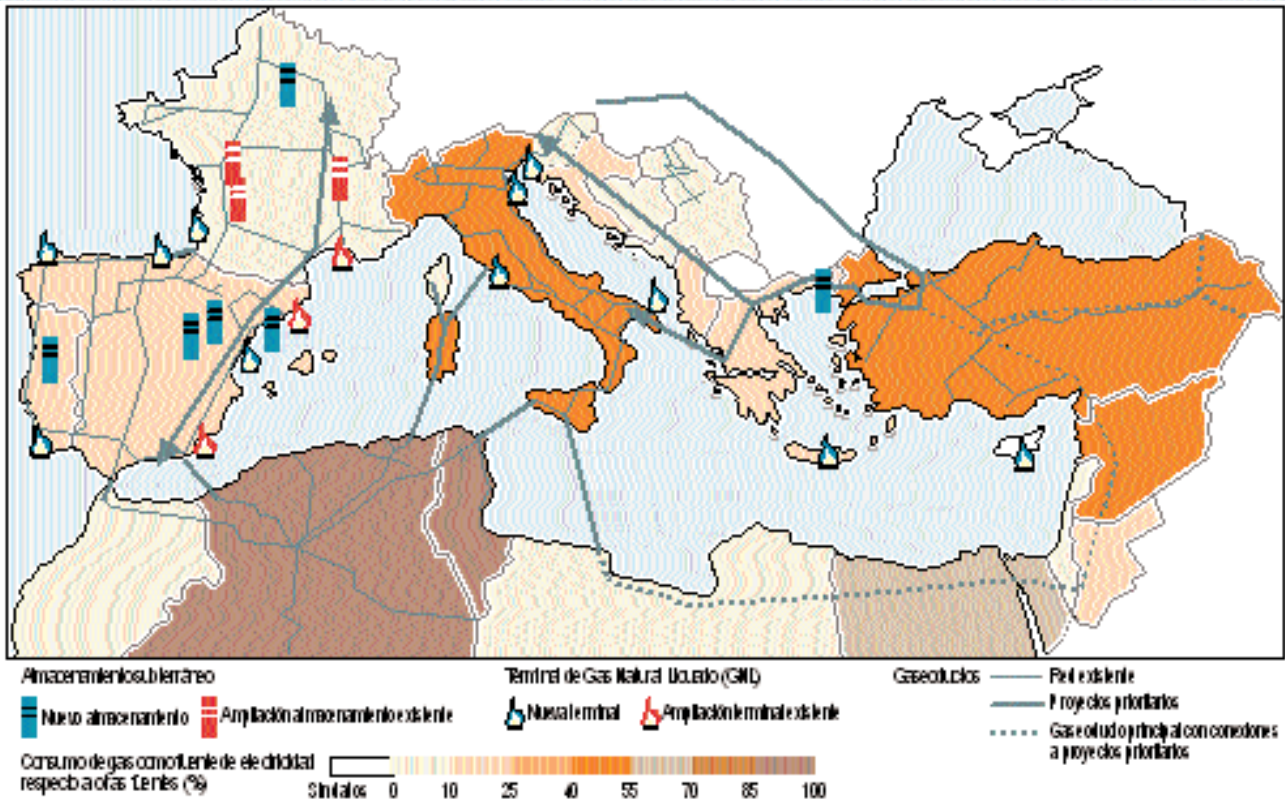 Almacenamiento subterráneo
Nuevo almacenamiento
Ampliación almacenamiento existente
Terminal de Gas Natural Licuado (GNL)
Nueva terminal
Ampliación terminal existente
Gaseoductos
Red existente
Proyectos prioritarios
Gaseoducto principal con conexiones
a proyectos prioritarios
Consumo de gas como fuente de electricidad
respecto a otras fuentes (%)
Sin datos 0 10 25 40 55 70 85 100